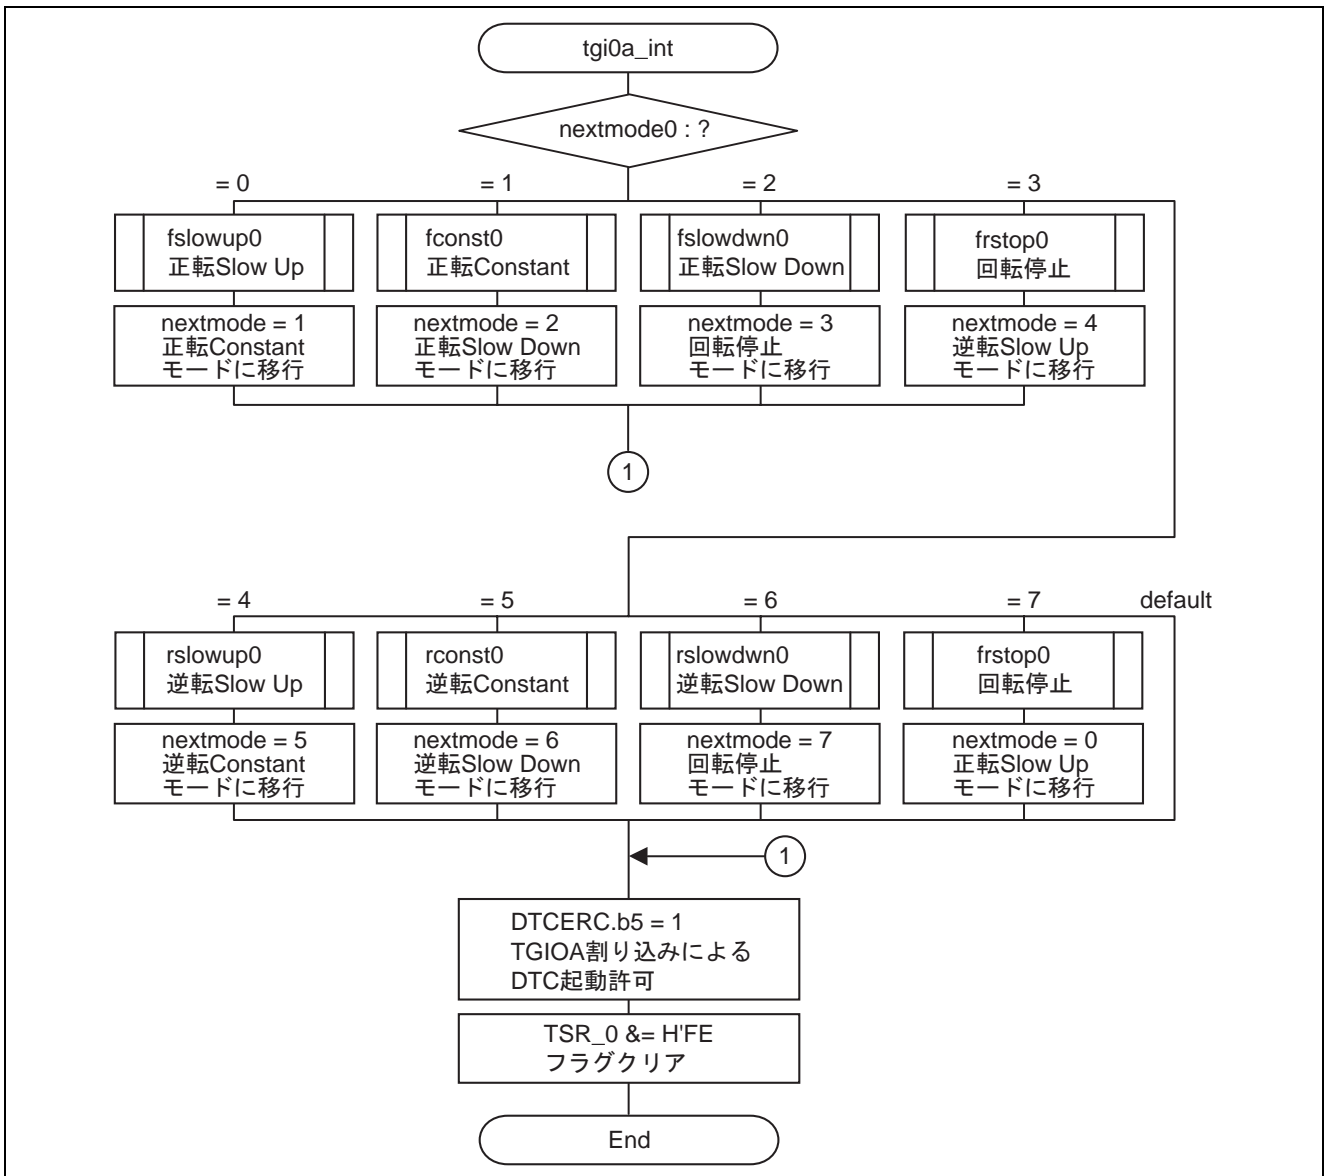 tgi0a_int
nextmode0 : ?
= 0
= 1
= 2
= 3
fslowup0
正転Slow Up
fconst0
正転Constant
fslowdwn0
正転Slow Down
frstop0
回転停止
nextmode = 1
正転Constant
モードに移行
nextmode = 2
正転Slow Down
モードに移行
nextmode = 3
回転停止
モードに移行
nextmode = 4
逆転Slow Up
モードに移行
1
= 4
= 5
= 6
= 7
default
rslowup0
逆転Slow Up
rconst0
逆転Constant
rslowdwn0
逆転Slow Down
frstop0
回転停止
nextmode = 5
逆転Constant
モードに移行
nextmode = 6
逆転Slow Down
モードに移行
nextmode = 7
回転停止
モードに移行
nextmode = 0
正転Slow Up
モードに移行
1
DTCERC.b5 = 1
TGIOA割り込みによる
DTC起動許可
TSR_0 &= H'FE
フラグクリア
End